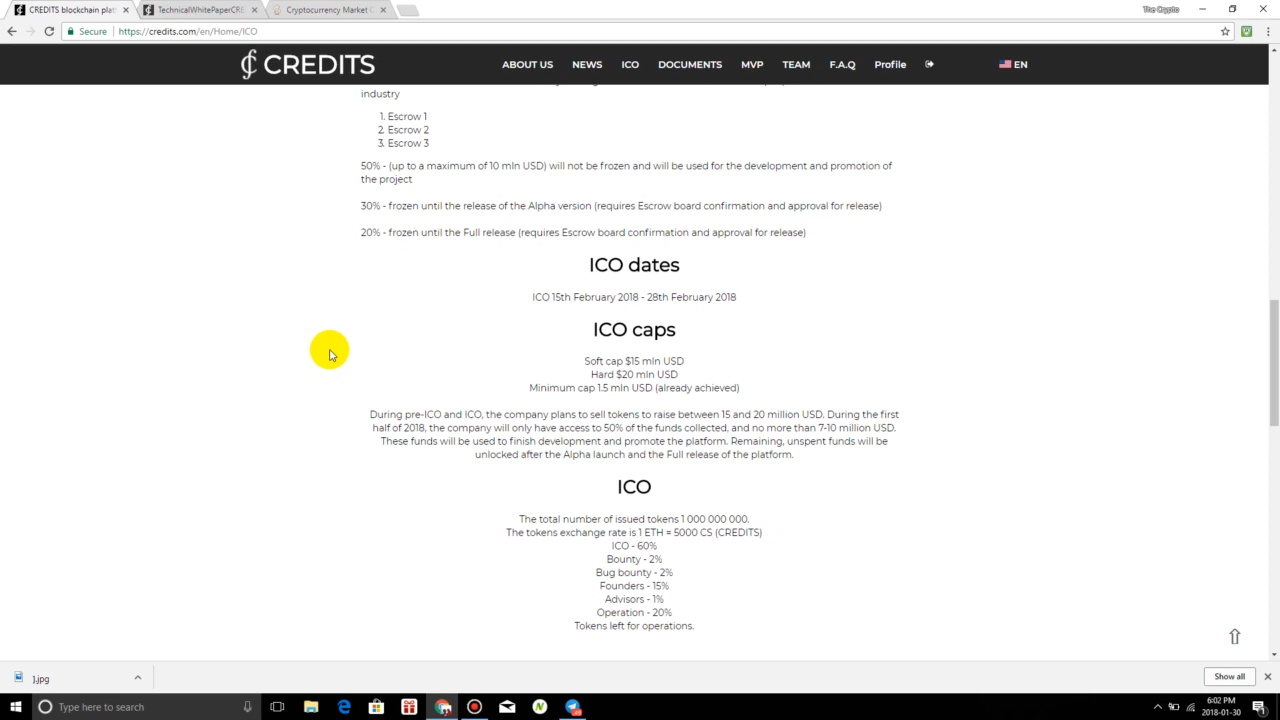 CREDITS blockchain plat
TechnicalWhitePaperCRE
Cryptocurrency Market C
The Crypto
Secure
https://credits.com/en/Home/ICO
CREDITS
ABOUT US
NEWS
ICO
DOCUMENTS
MVP
TEAM
F.A.Q
Profile
EN
industry
1. Escrow 1
2. Escrow 2
3. Escrow 3
50% - (up to a maximum of 10 mln USD) will not be frozen and will be used for the development and promotion of
the project
30% - frozen until the release of the Alpha version (requires Escrow board confirmation and approval for release)
20% - frozen until the Full release (requires Escrow board confirmation and approval for release)
ICO dates
ICO 15th February 2018 - 28th February 2018
ICO caps
Soft cap $15 mln USD
Hard $20 mln USD
Minimum cap 1.5 mln USD (already achieved)
During pre-ICO and ICO, the company plans to sell tokens to raise between 15 and 20 million USD. During the first
half of 2018, the company will only have access to 50% of the funds collected, and no more than 7-10 million USD.
These funds will be used to finish development and promote the platform. Remaining, unspent funds will be
unlocked after the Alpha launch and the Full release of the platform.
ICO
The total number of issued tokens 1 000 000 000.
The tokens exchange rate is 1 ETH = 5000 CS (CREDITS)
ICO - 60%
Bounty - 2%
Bug bounty - 2%
Founders - 15%
Advisors - 1%
Operation - 20%
Tokens left for operations.
].jpg
Show all
Type here to search
6:02 PM
2018-01-30